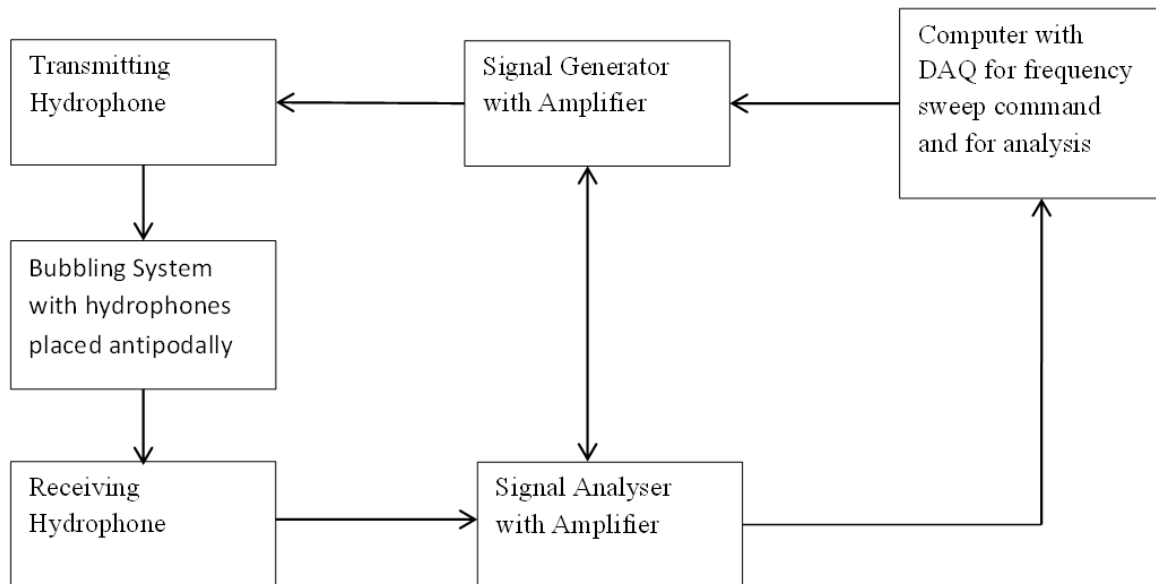 Transmitting
Hydrophone
Signal Generator
with Amplifier
Computer with
DAQ for frequency
sweep command
and for analysis
Bubbling System
with hydrophones
placed antipodally
Receiving
Hydrophone
Signal Analyser
with Amplifier